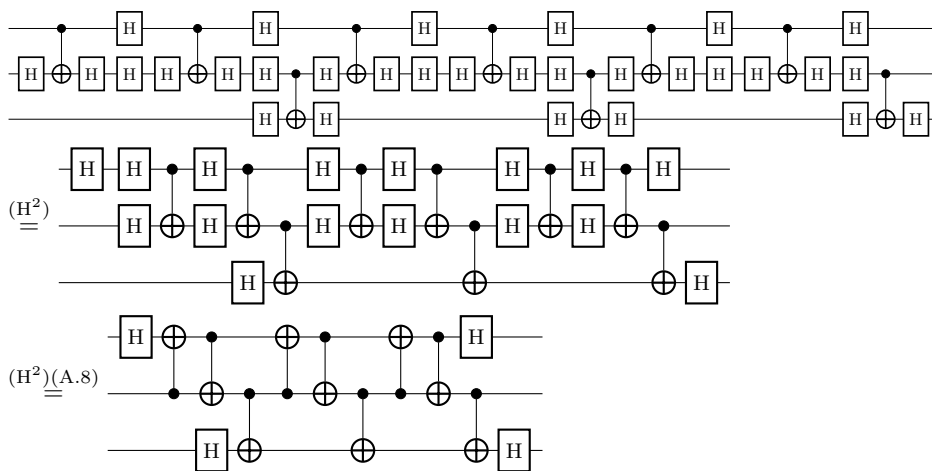 H H H H H H
H H H H H H H H H H H H H H H H H H
H H H H H H
H H H H H H H H
(H²)
= H H H H H H
H H
H H
(H²)(A.8)
=
H H